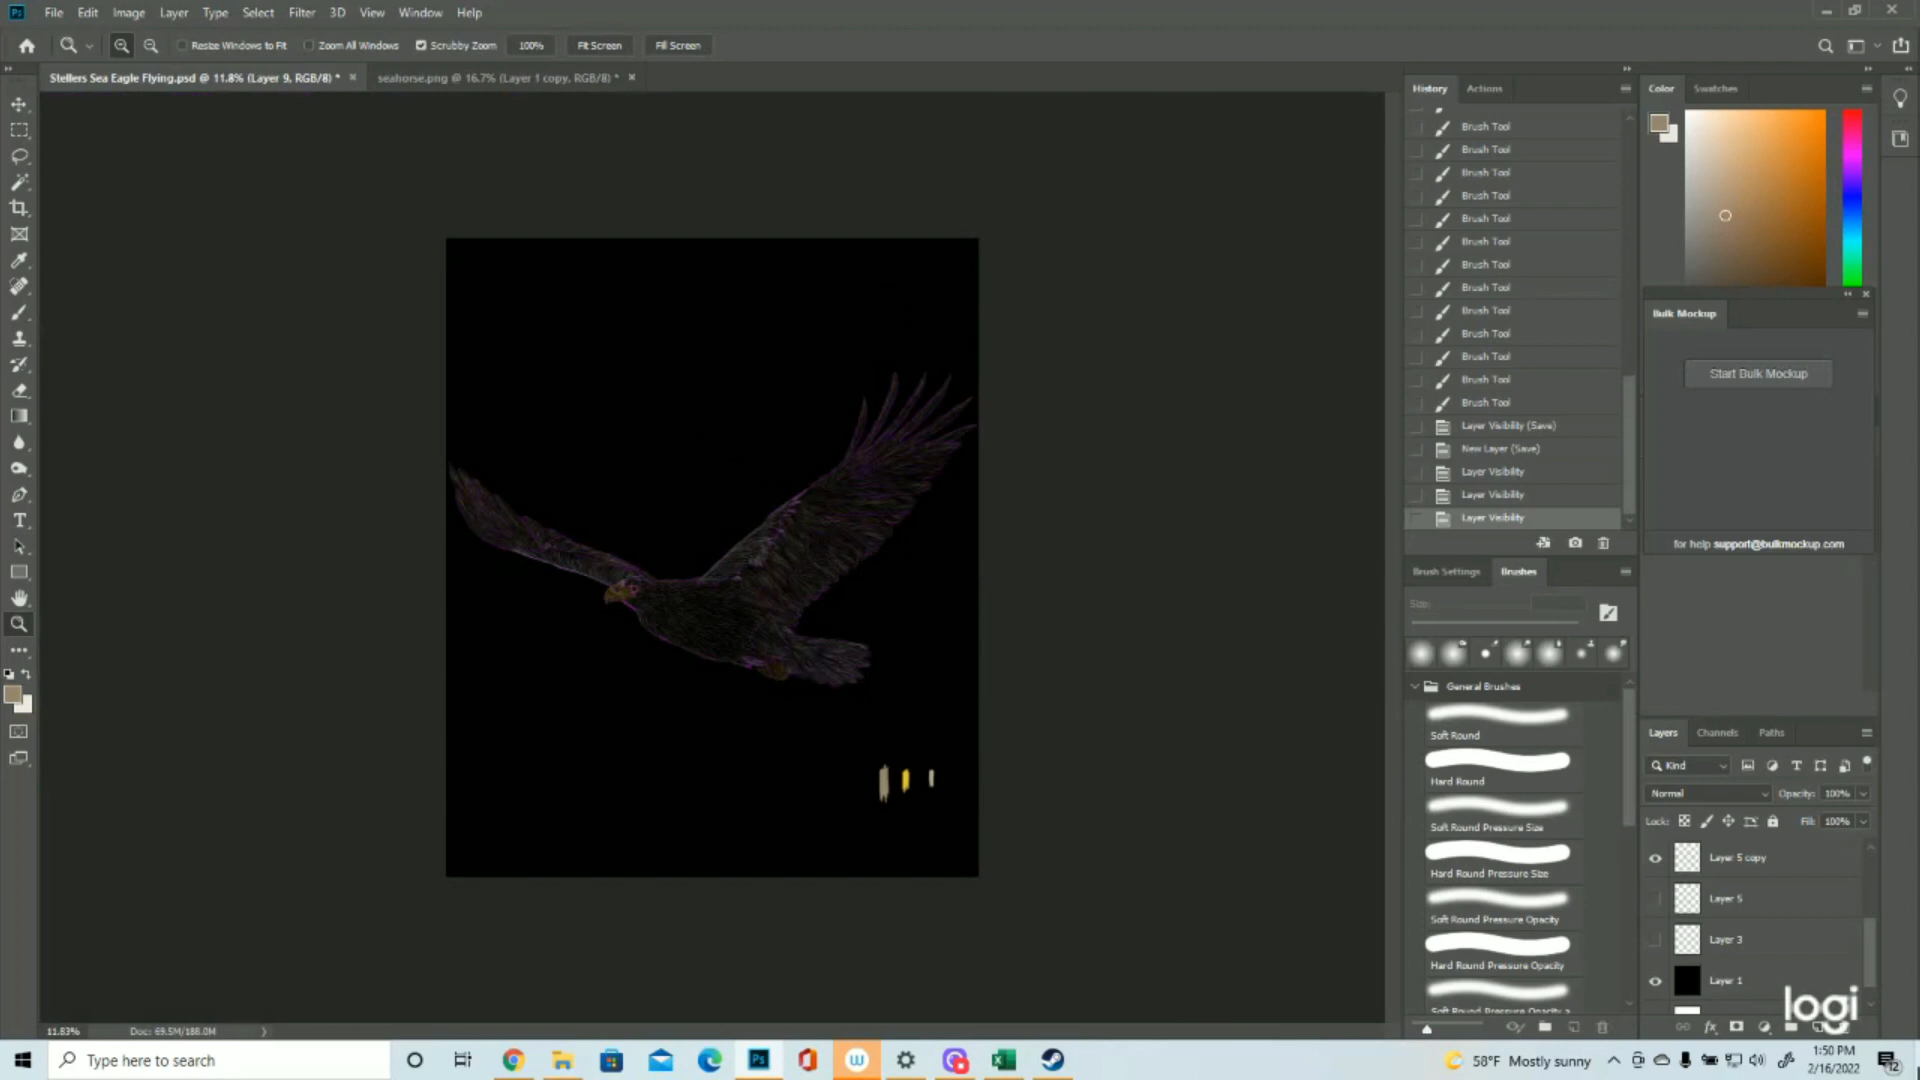 Ps File Edit Image Layer Type Select Filter 3D View Window Help
Resize Windows to Fit Zoom All Windows Scrubby Zoom 100% Fit Screen Fill Screen
Stellers Sea Eagle Flying.psd @ 11.8% (Layer 9, RGB/8) * × seahorse.png @ 16.7% (Layer 1 copy, RGB/8) * ×
History Actions
Brush Tool
Brush Tool
Brush Tool
Brush Tool
Brush Tool
Brush Tool
Brush Tool
Brush Tool
Brush Tool
Brush Tool
Brush Tool
Brush Tool
Brush Tool
Layer Visibility (Save)
New Layer (Save)
Layer Visibility
Layer Visibility
Layer Visibility
Color Swatches
Bulk Mockup
Start Bulk Mockup
for help support@bulkmockup.com
Brush Settings Brushes
Size:
General Brushes
Soft Round
Hard Round
Soft Round Pressure Size
Hard Round Pressure Size
Soft Round Pressure Opacity
Hard Round Pressure Opacity
Layers Channels Paths
Kind
Normal Opacity: 100%
Lock: Fill: 100%
Layer 5 copy
Layer 5
Layer 3
Layer 1
logi
11.83% Doc: 69.5M/188.0M
Type here to search
58°F Mostly sunny
1:50 PM
2/16/2022
12